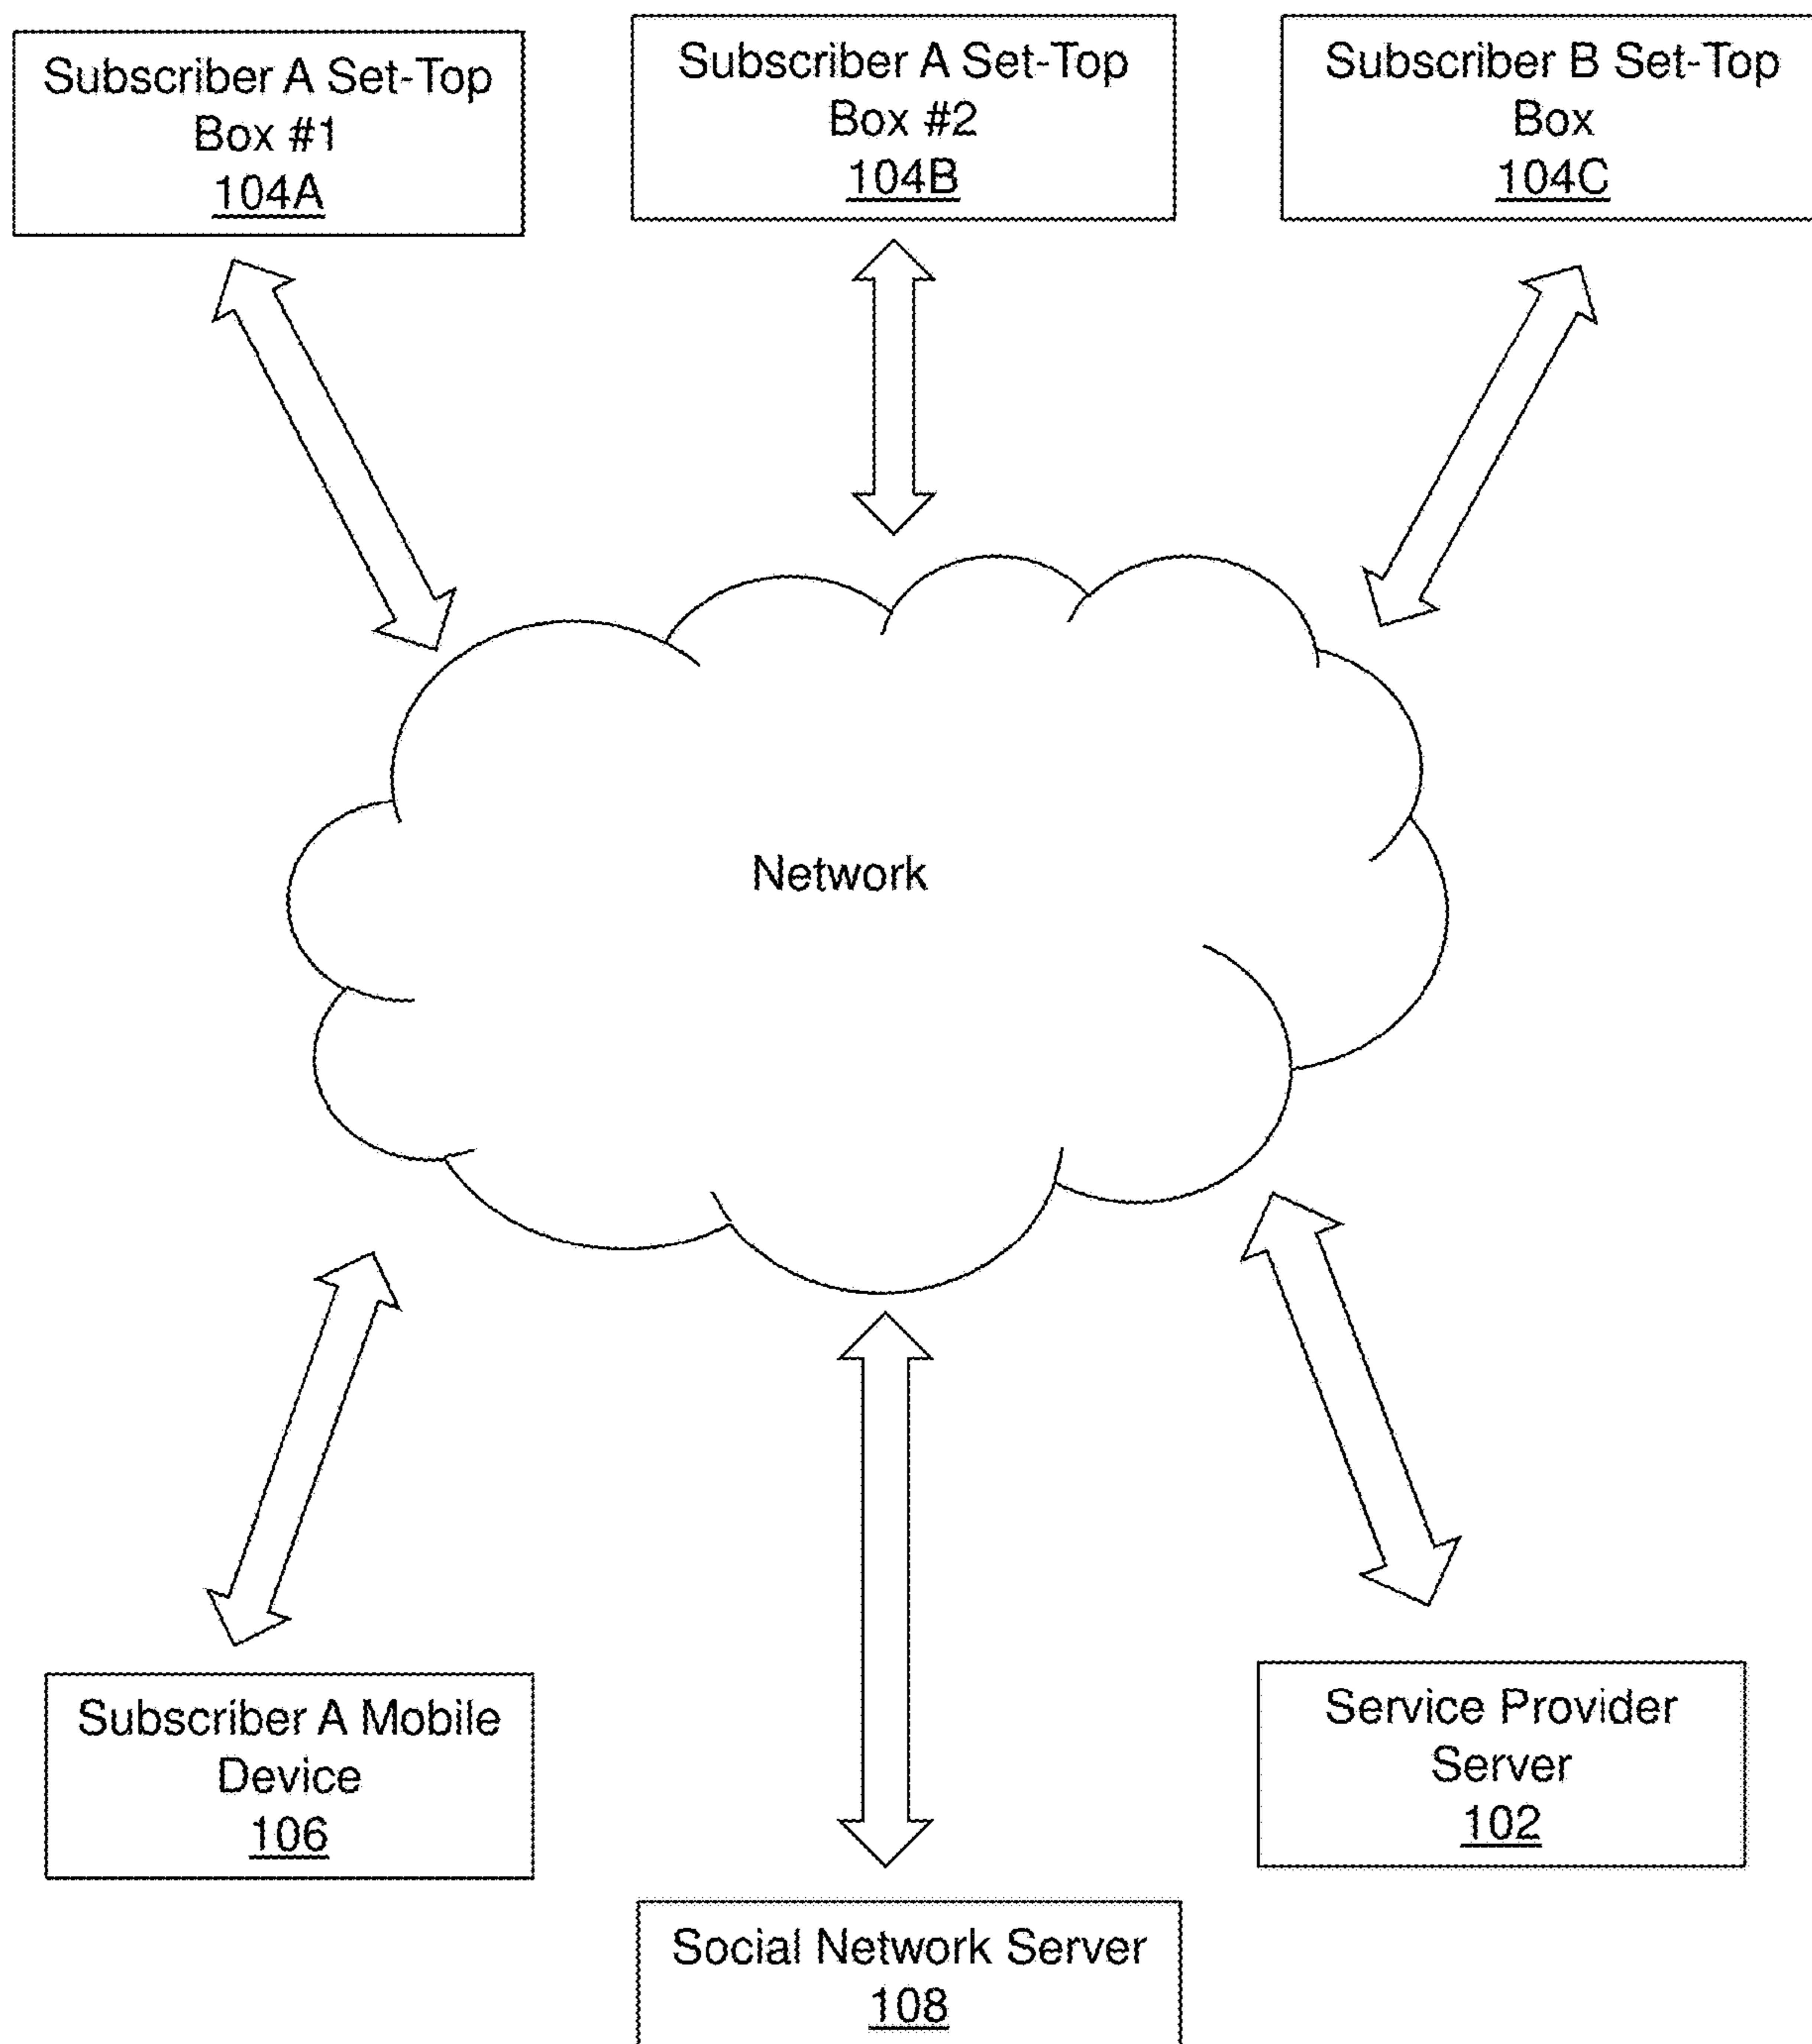 Subscriber A Set-Top
Box #1
104A
Subscriber A Set-Top
Box #2
104B
Subscriber B Set-Top
Box
104C
Network
Subscriber A Mobile
Device
106
Service Provider
Server
102
Social Network Server
108